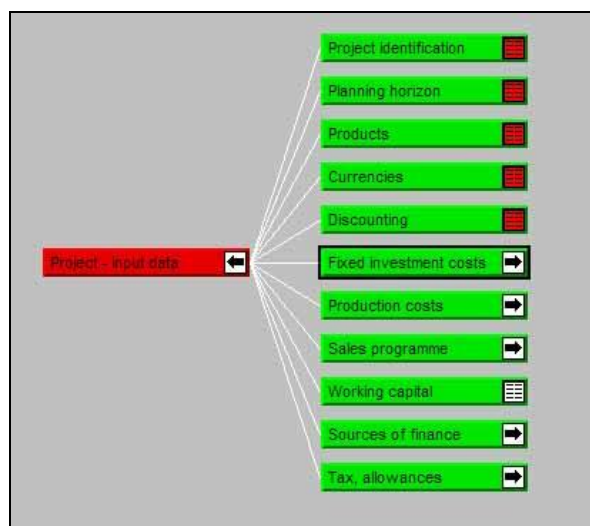 Project identification
Planning horizon
Products
Currencies
Discounting
Project - input data
Fixed investment costs
Production costs
Sales programme
Working capital
Sources of finance
Tax, allowances